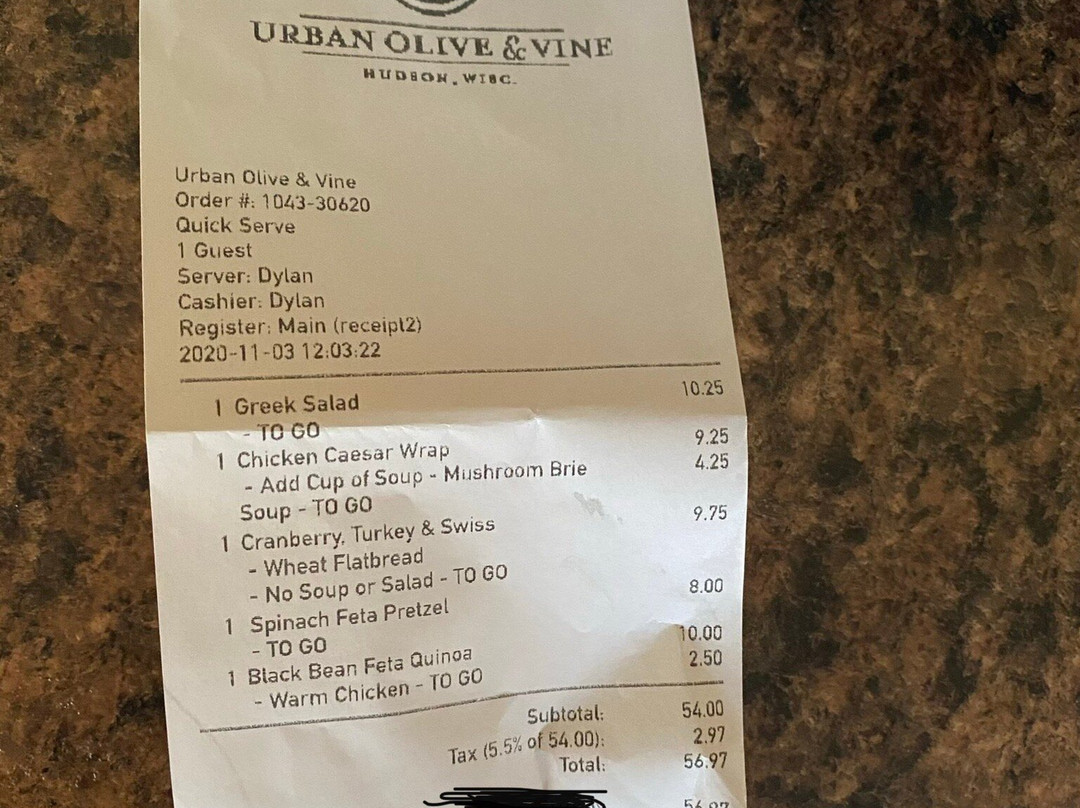 URBAN OLIVE & VINE
HUDSON, WISC.
Urban Olive & Vine
Order #: 1043-30620
Quick Serve
1 Guest
Server: Dylan
Cashier: Dylan
Register: Main (receipt2)
2020-11-03 12:03:22
1 Greek Salad 10.25
- TO GO
1 Chicken Caesar Wrap 9.25
- Add Cup of Soup - Mushroom Brie 4.25
Soup - TO GO
1 Cranberry, Turkey & Swiss 9.75
- Wheat Flatbread
- No Soup or Salad - TO GO
1 Spinach Feta Pretzel 8.00
- TO GO
1 Black Bean Feta Quinoa 10.00
- Warm Chicken - TO GO 2.50
Subtotal: 54.00
Tax (5.5% of 54.00): 2.97
Total: 56.97
56.97